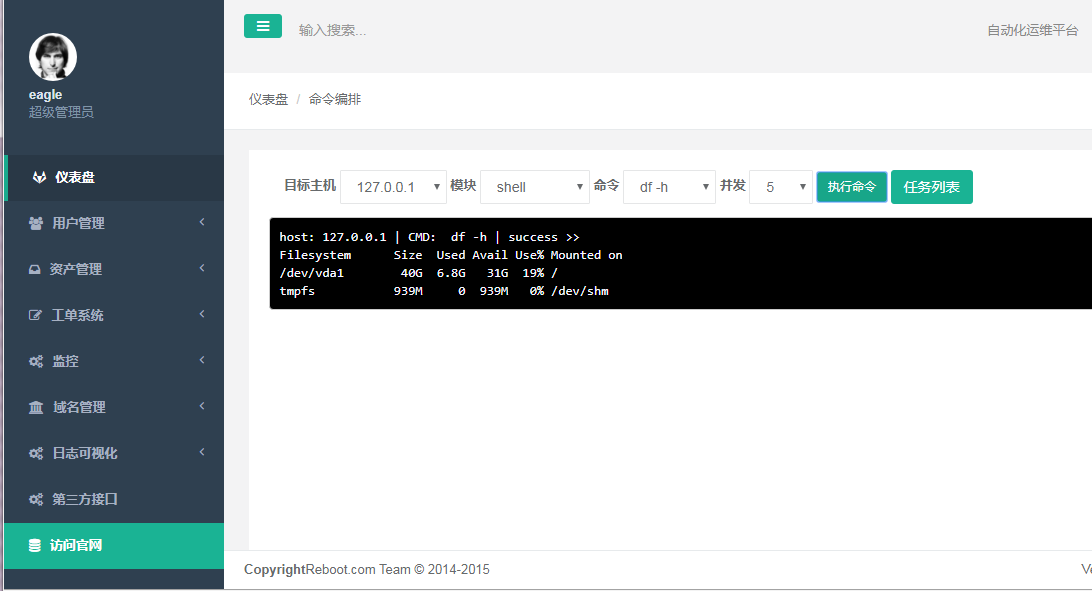 输入搜索...
自动化运维平台
eagle
超级管理员
仪表盘
用户管理
资产管理
工单系统
监控
域名管理
日志可视化
第三方接口
访问官网
仪表盘 / 命令编排
目标主机 127.0.0.1 模块 shell 命令 df -h 并发 5 执行命令 任务列表
host: 127.0.0.1 | CMD:  df -h | success >>
Filesystem      Size  Used Avail Use% Mounted on
/dev/vda1        40G  6.8G   31G  19% /
tmpfs           939M     0  939M   0% /dev/shm
CopyrightReboot.com Team © 2014-2015